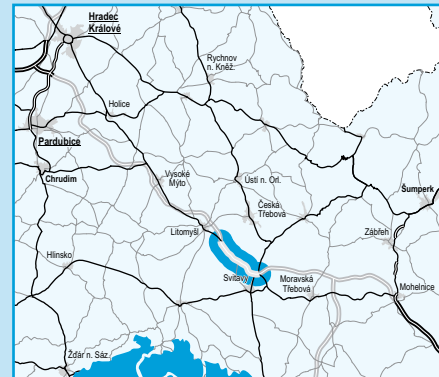 Hradec
Králové
Rychnov
n. Kněž.
Holice
Pardubice
Chrudim
Vysoké
Mýto
Ústí n. Orl.
Šumperk
Česká
Třebová
Litomyšl
Zábřeh
Hlinsko
Svitavy
Moravská
Třebová
Mohelnice
Žďár n. Sáz.